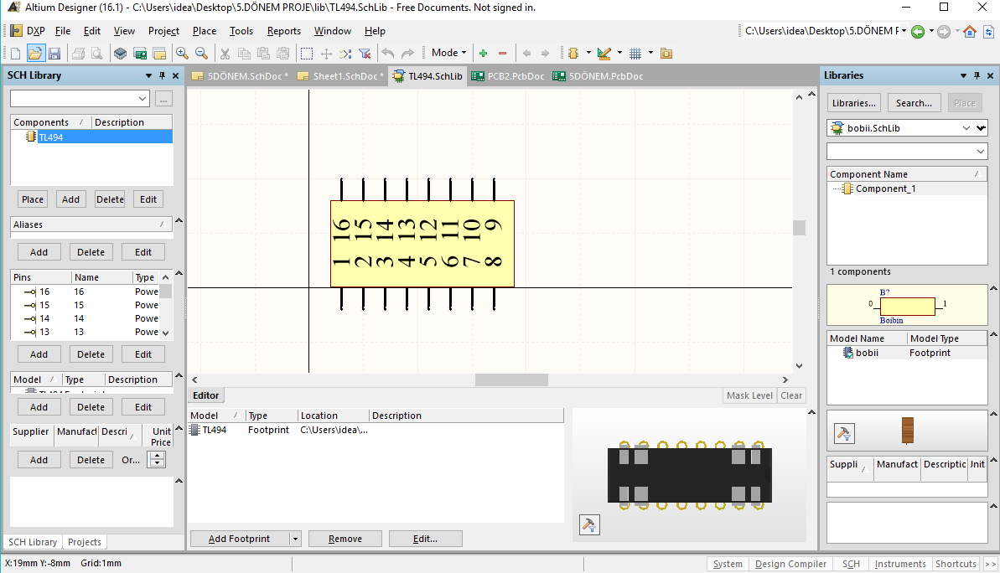 Altium Designer (16.1) - C:\Users\idea\Desktop\5.DÖNEM PROJE\lib\TL494.SchLib - Free Documents. Not signed in.
DXP File Edit View Project Place Tools Reports Window Help
C:\Users\idea\Desktop\5.DÖNEM F
Mode
SCH Library
5DÖNEM.SchDoc * Sheet1.SchDoc * TL494.SchLib PCB2.PcbDoc 5DÖNEM.PcbDoc
Libraries
...
Components Description
TL494
Place Add Delete Edit
Aliases
Add Delete Edit
Pins Name Type
16 16 Powe
15 15 Powe
14 14 Powe
13 13 Powe
Add Delete Edit
Model Type Description
Add Delete Edit
Supplier Manufac Descri Unit Price
Add Delete Or...
SCH Library Projects
16 15 14 13 12 11 10 9
1 2 3 4 5 6 7 8
Editor
Mask Level Clear
Model Type Location Description
TL494 Footprint C:\Users\idea\...
Add Footprint Remove Edit...
Libraries... Search... Place
bobii.SchLib
Component Name
Component_1
1 components
B?
0 1
Boibin
Model Name Model Type
bobii Footprint
Suppli Manufact Descriptic Jnit
X:19mm Y:-8mm Grid:1mm
System Design Compiler SCH Instruments Shortcuts >>